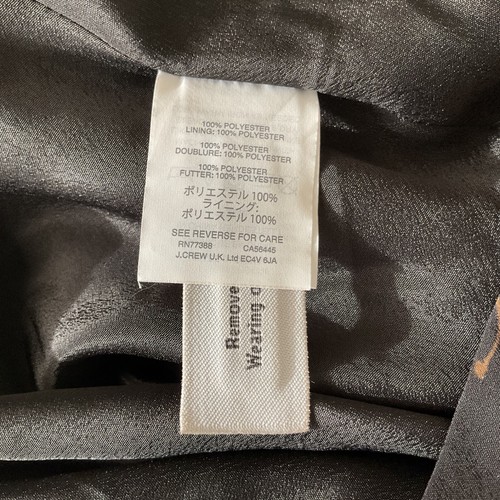 100% POLYESTER
LINING: 100% POLYESTER
100% POLYESTER
DOUBLURE: 100% POLYESTER
100% POLYESTER
FUTTER: 100% POLYESTER
ポリエステル 100%
ライニング:
ポリエステル 100%
SEE REVERSE FOR CARE
RN77388 CA56445
J.CREW U.K. Ltd EC4V 6JA
Remove
Wearing o